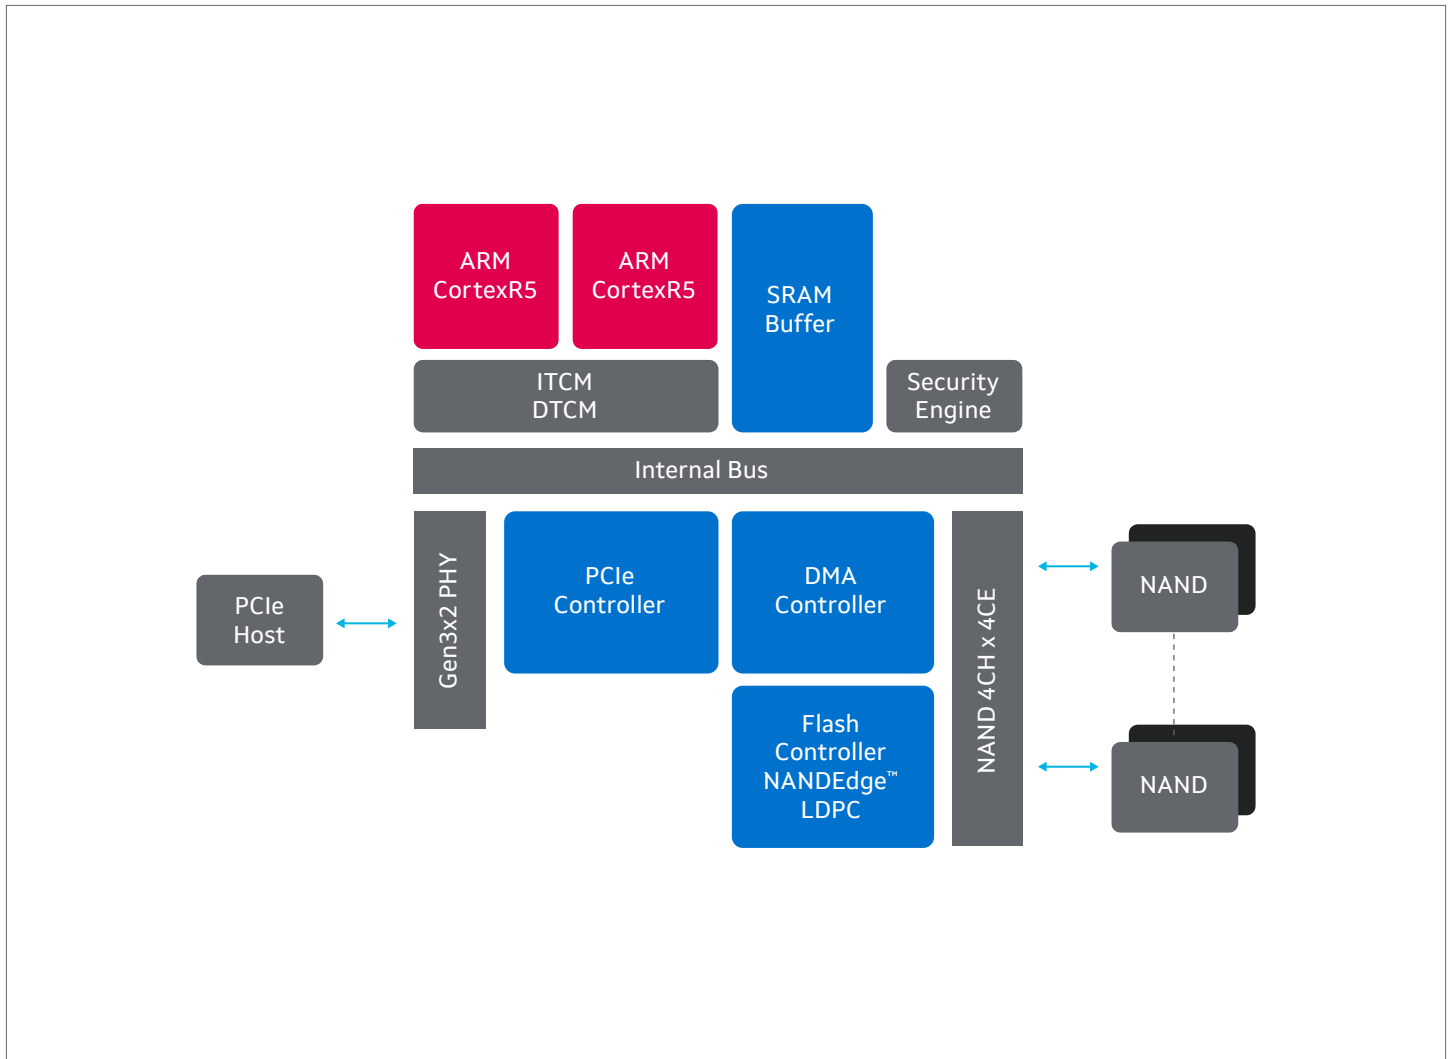 ARM
CortexR5
ARM
CortexR5
SRAM
Buffer
ITCM
DTCM
Security
Engine
Internal Bus
PCIe
Host
Gen3x2 PHY
PCIe
Controller
DMA
Controller
Flash
Controller
NANDEdge™
LDPC
NAND 4CH x 4CE
NAND
NAND